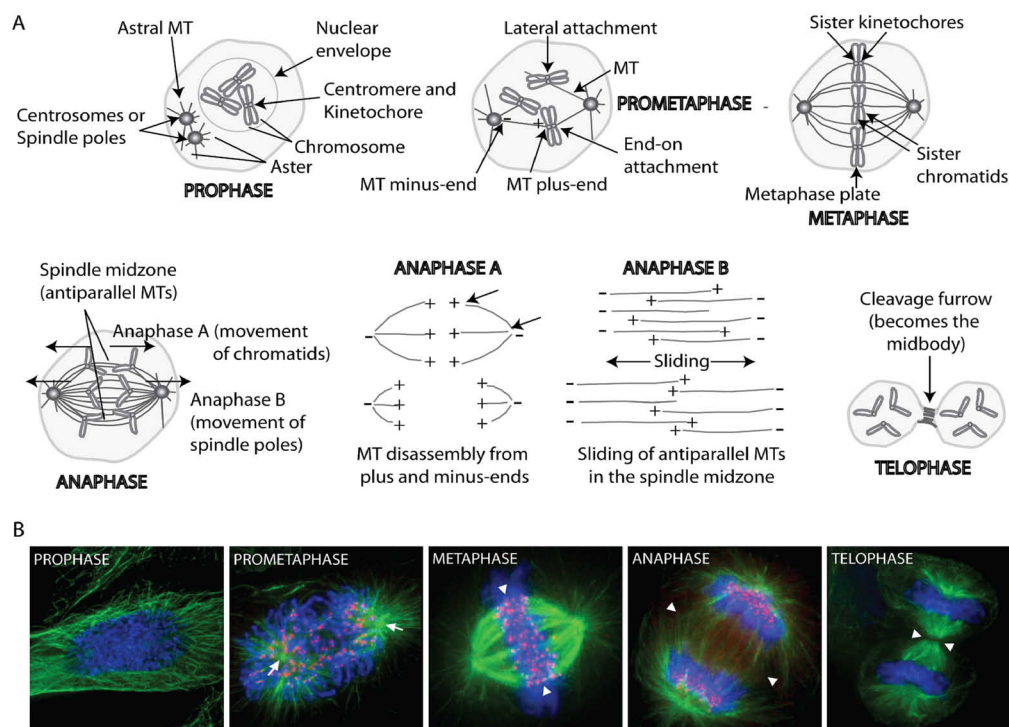 A
Astral MT
Nuclear
envelope
Centromere and
Kinetochore
Centrosomes or
Spindle poles
Chromosome
Aster
PROPHASE
Lateral attachment
MT
PROMETAPHASE
-
+
End-on
attachment
MT minus-end
MT plus-end
Sister kinetochores
Sister
chromatids
Metaphase plate
METAPHASE
Spindle midzone
(antiparallel MTs)
Anaphase A (movement
of chromatids)
Anaphase B
(movement of
spindle poles)
ANAPHASE
ANAPHASE A
+ +
- + + -
+ +
+ +
- + + -
+ +
MT disassembly from
plus and minus-ends
ANAPHASE B
- +
+ -
-
+ -
- +
+ -
Sliding
- +
+ -
-
+ -
- +
+ -
Sliding of antiparallel MTs
in the spindle midzone
Cleavage furrow
(becomes the
midbody)
TELOPHASE
B
PROPHASE
PROMETAPHASE
METAPHASE
ANAPHASE
TELOPHASE